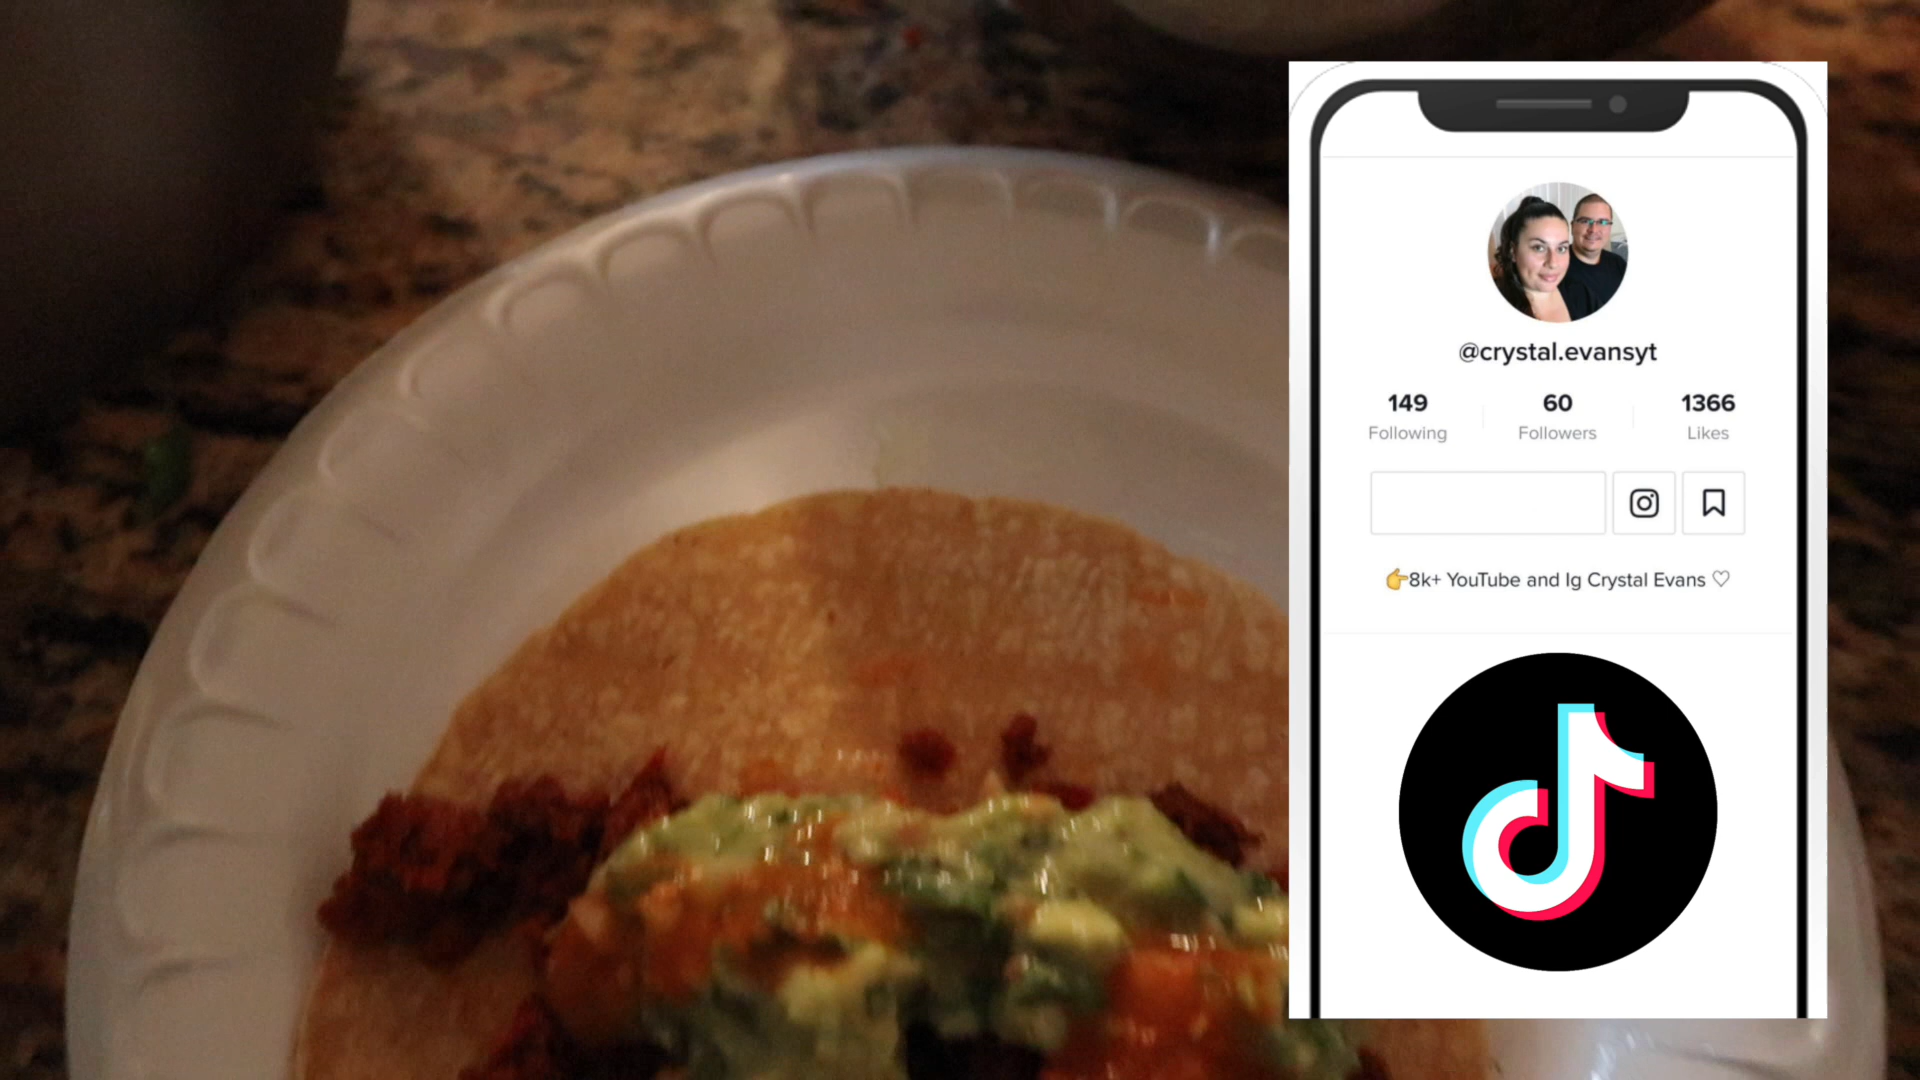 @crystal.evansyt
149
60
1366
Following
Followers
Likes
👉8k+ YouTube and Ig Crystal Evans ♡